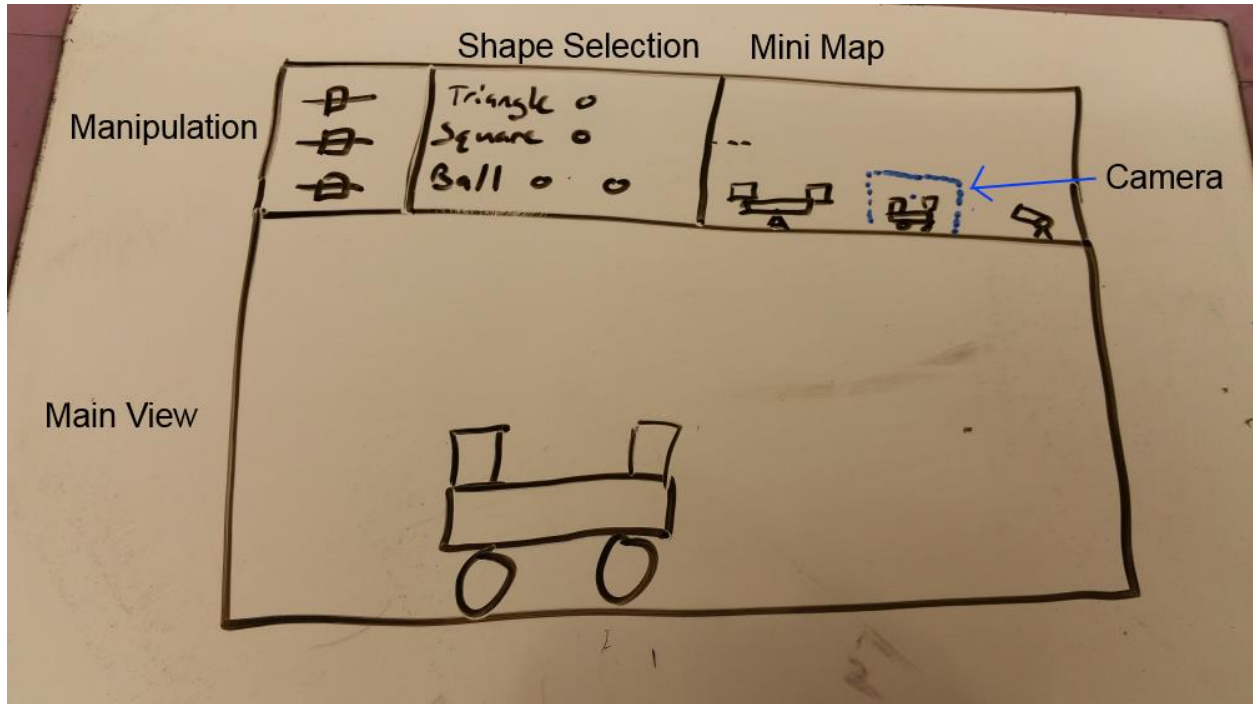 Shape Selection Mini Map
Manipulation
Triangle
Square
Ball
Camera
Main View